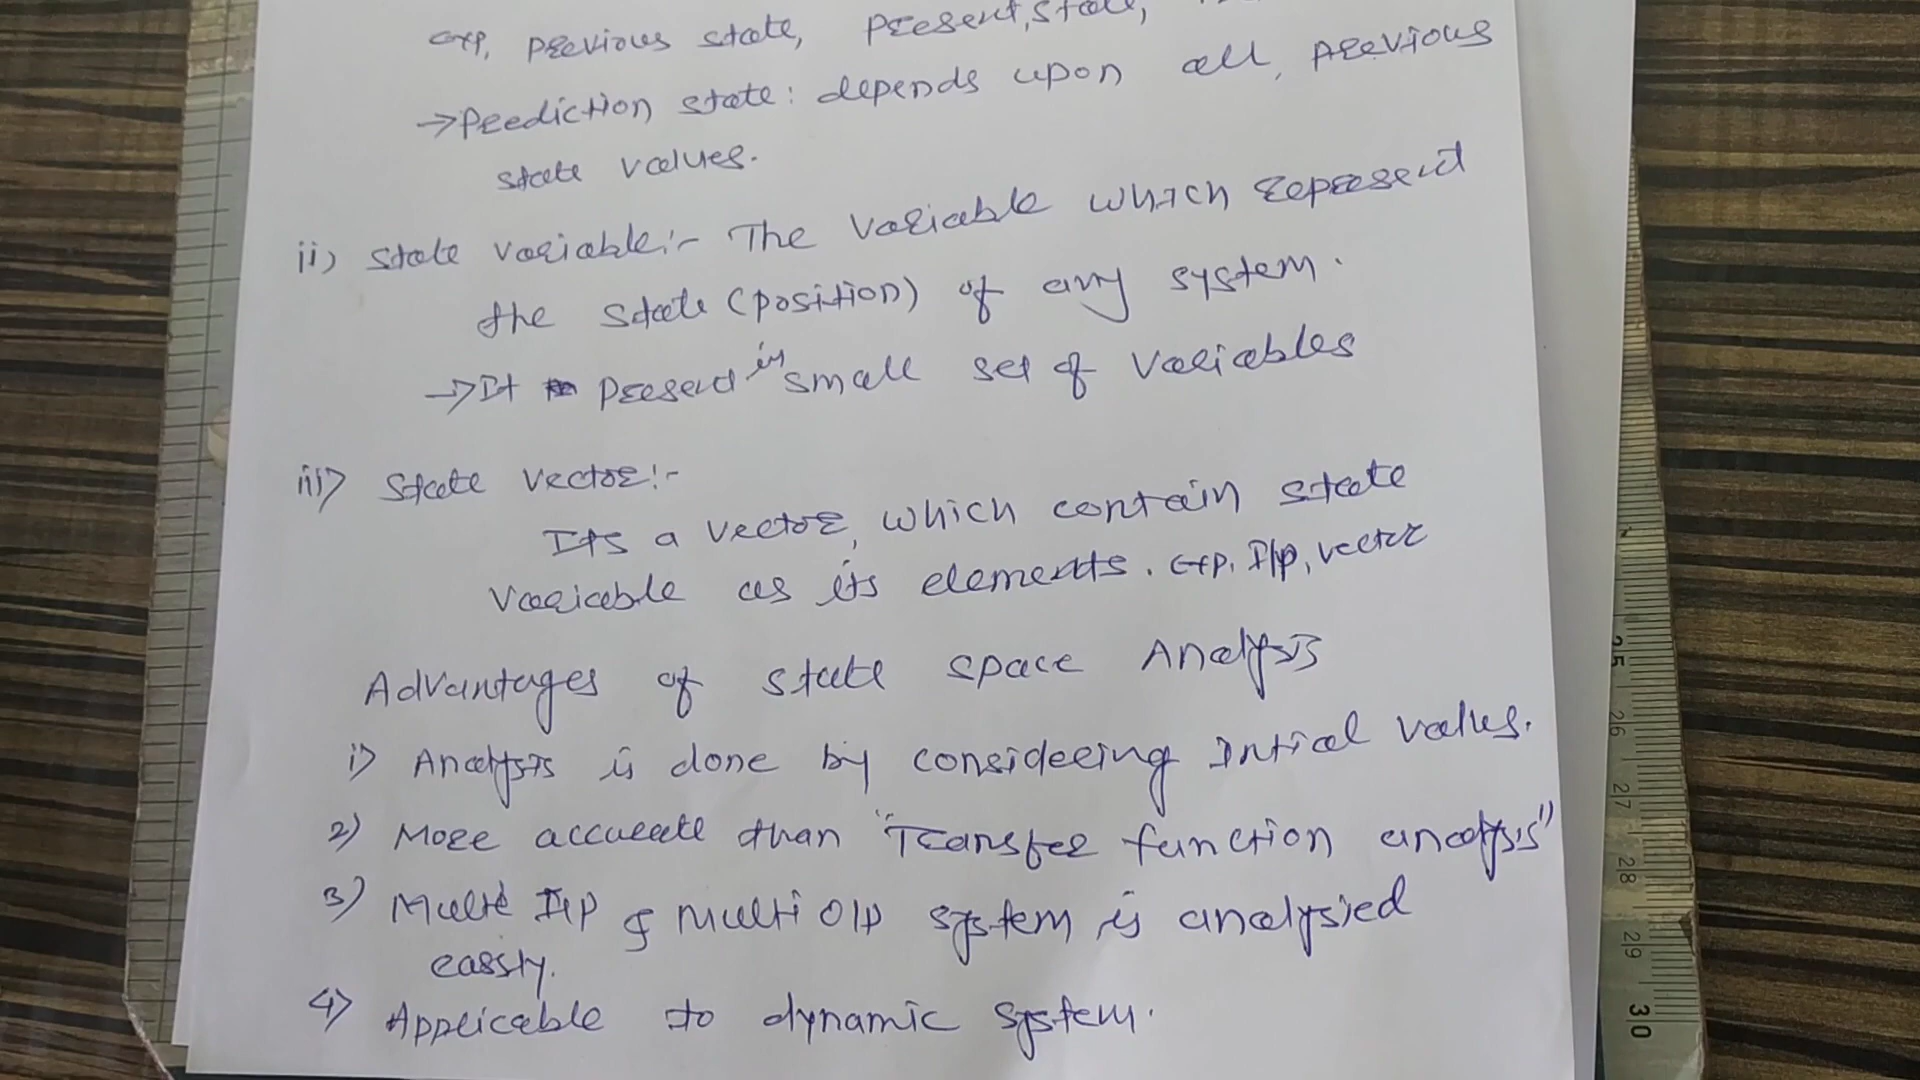 exp, previous state, present, state,
→ Prediction state: depends upon all, previous
state values.
ii) State variable:- The variable which represent
the state (position) of any system.
→ It present in small set of variables
iii) State vector:-
Its a vector, which contain state
variable as its elements. exp. I/p, vector
Advantages of state space Analysis
i) Analysis is done by considering Intial values.
2) More accurate than "Transfer function analysis"
3) Multi I/P & Multi O/P system is analysied
eassly.
4) Applicable to dynamic system.